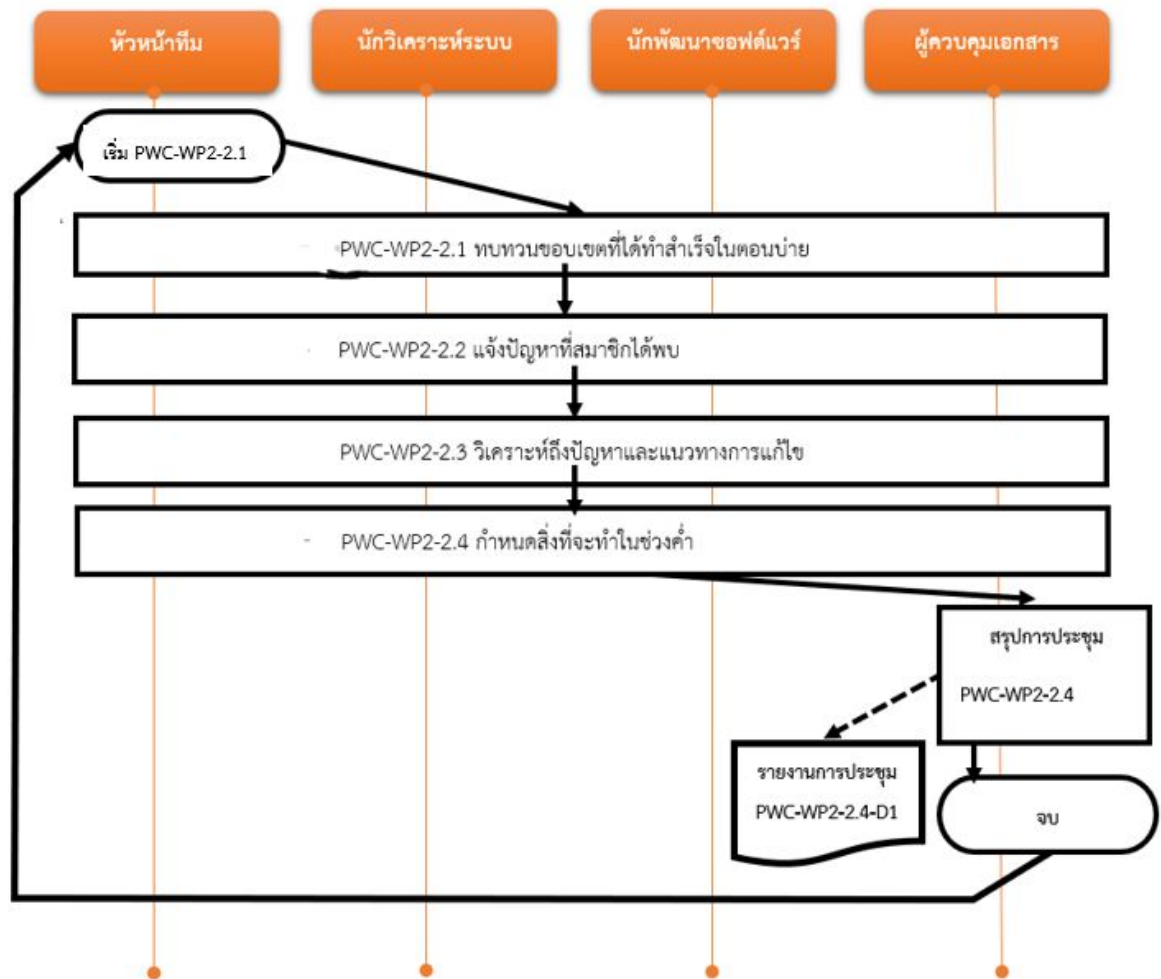 หัวหน้าทีม
นักวิเคราะห์ระบบ
นักพัฒนาซอฟต์แวร์
ผู้ควบคุมเอกสาร
เริ่ม PWC-WP2-2.1
PWC-WP2-2.1 ทบทวนขอบเขตที่ได้ทำสำเร็จในตอนบ่าย
PWC-WP2-2.2 แจ้งปัญหาที่สมาชิกได้พบ
PWC-WP2-2.3 วิเคราะห์ถึงปัญหาและแนวทางการแก้ไข
PWC-WP2-2.4 กำหนดสิ่งที่จะทำในช่วงค่ำ
สรุปการประชุม
PWC-WP2-2.4
รายงานการประชุม
PWC-WP2-2.4-D1
จบ